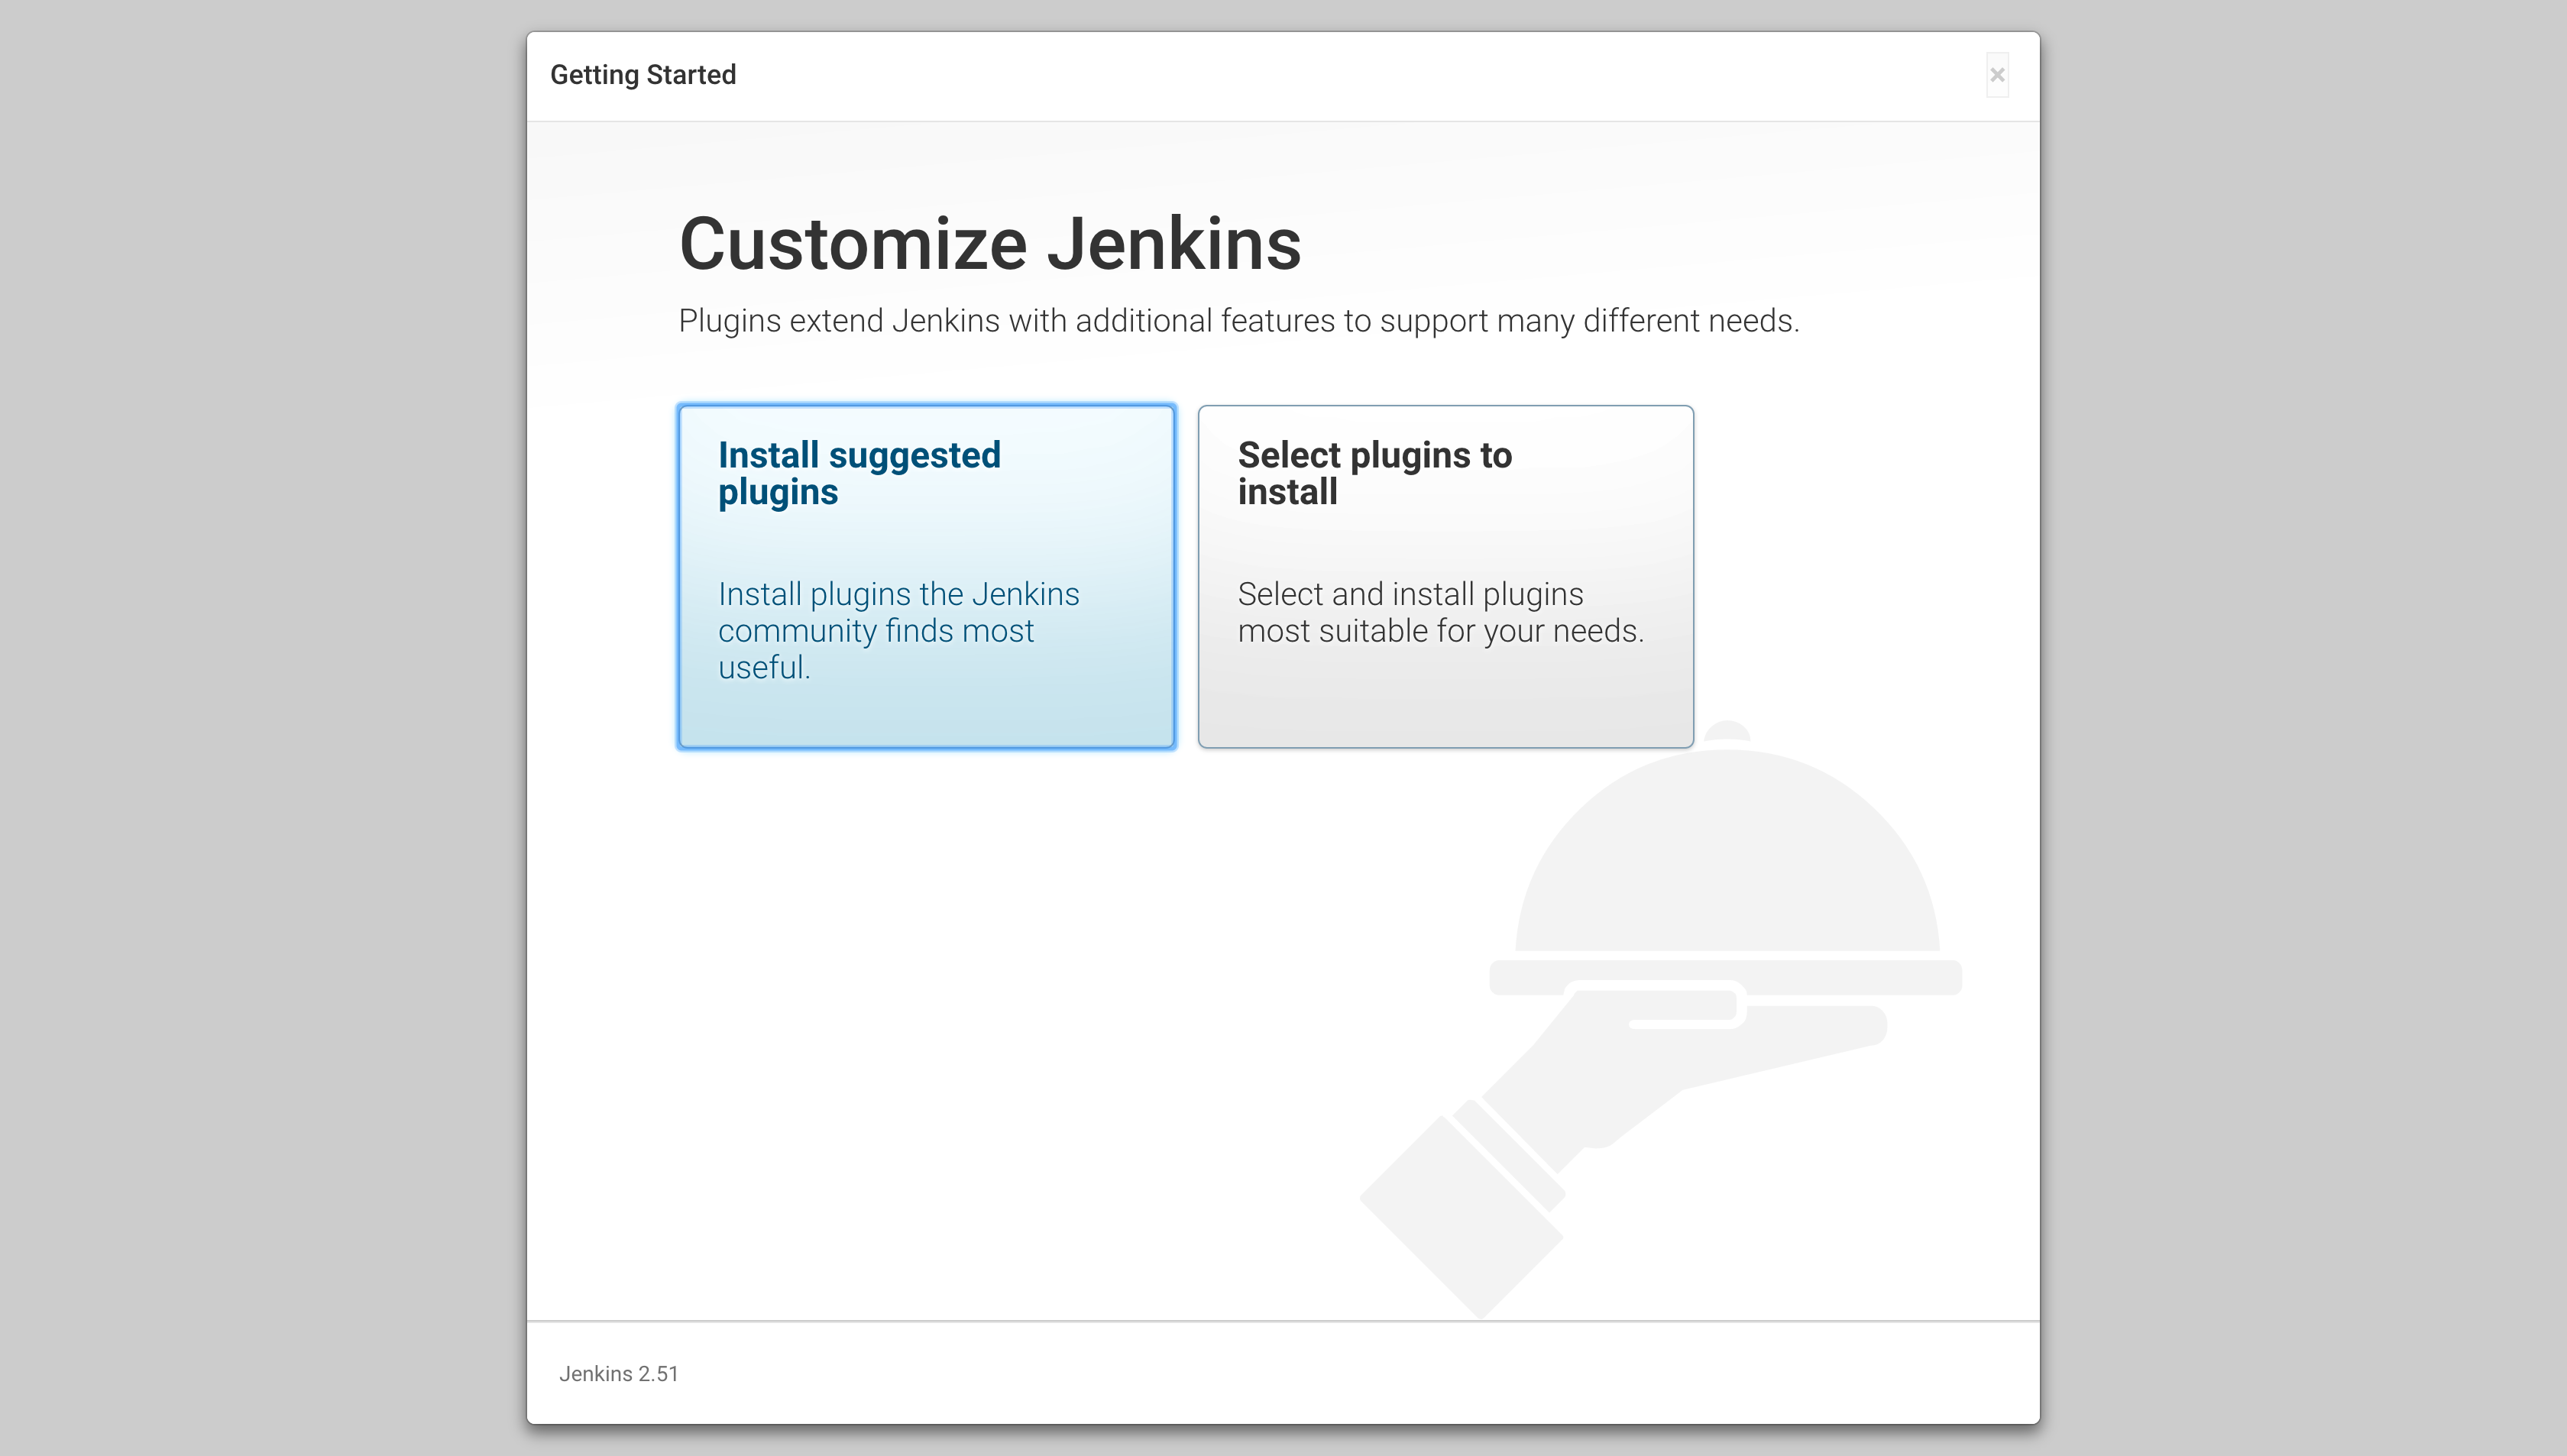 Getting Started
×
Customize Jenkins
Plugins extend Jenkins with additional features to support many different needs.
Install suggested
plugins
Install plugins the Jenkins
community finds most
useful.
Select plugins to
install
Select and install plugins
most suitable for your needs.
Jenkins 2.51